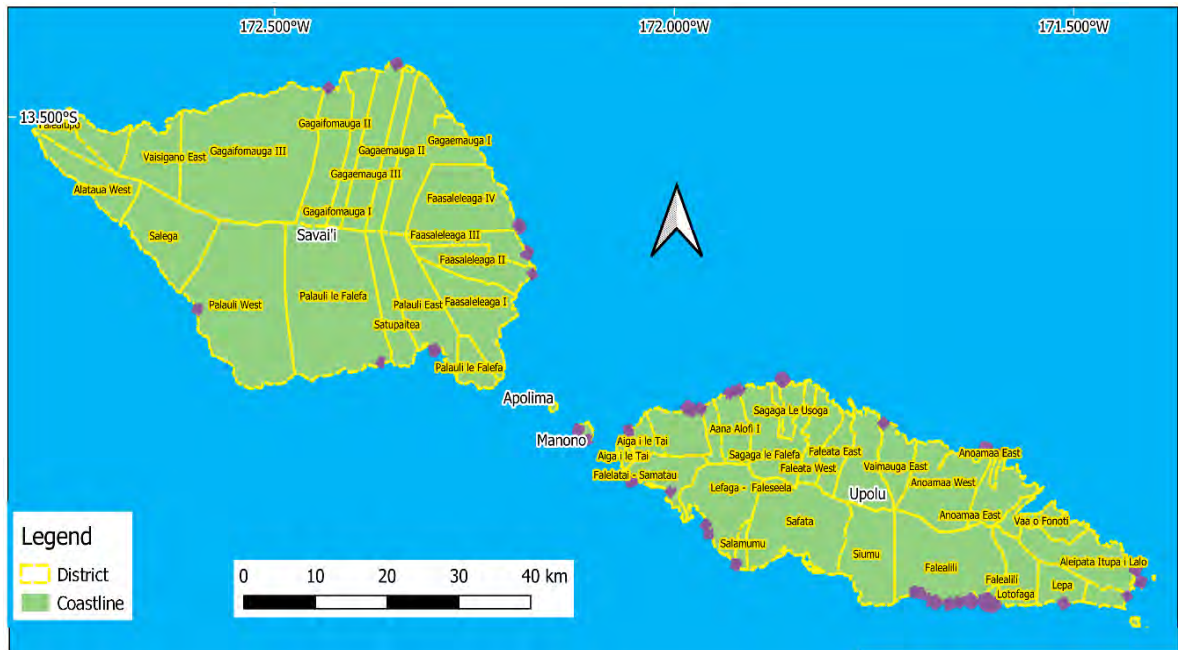 172.500°W
172.000°W
171.500°W
13.500°S
Falealupo
Vaisigano East
Gagaifomauga III
Gagaifomauga II
Gagaemauga II
Gagaemauga I
Gagaemauga III
Alataua West
Faasaleleaga IV
Gagaifomauga I
Salega
Savai'i
Faasaleleaga III
Faasaleleaga II
Palauli West
Palauli le Falefa
Palauli East
Faasaleleaga I
Satupaitea
Palauli le Falefa
Apolima
Manono
Sagaga Le Usoga
Aiga i le Tai
Aana Alofi I
Aiga i le Tai
Sagaga le Falefa
Faleata East
Anoamaa East
Falelatai - Samatau
Faleata West
Vaimauga East
Lefaga - Faleseela
Upolu
Anoamaa West
Safata
Anoamaa East
Vaa o Fonoti
Salamumu
Siumu
Aleipata Itupa i Lalo
Falealili
Falealili
Lepa
Lotofaga
Legend
District
Coastline
0 10 20 30 40 km